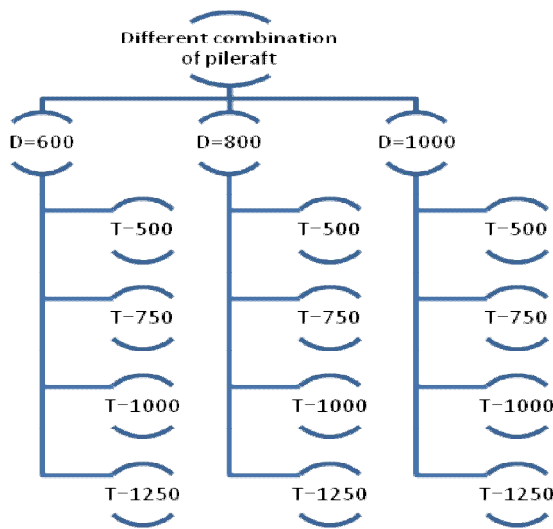 Different combination
of pileraft
D=600
D=800
D=1000
T-500
T-500
T-500
T-750
T-750
T-750
T-1000
T-1000
T-1000
T-1250
T-1250
T-1250